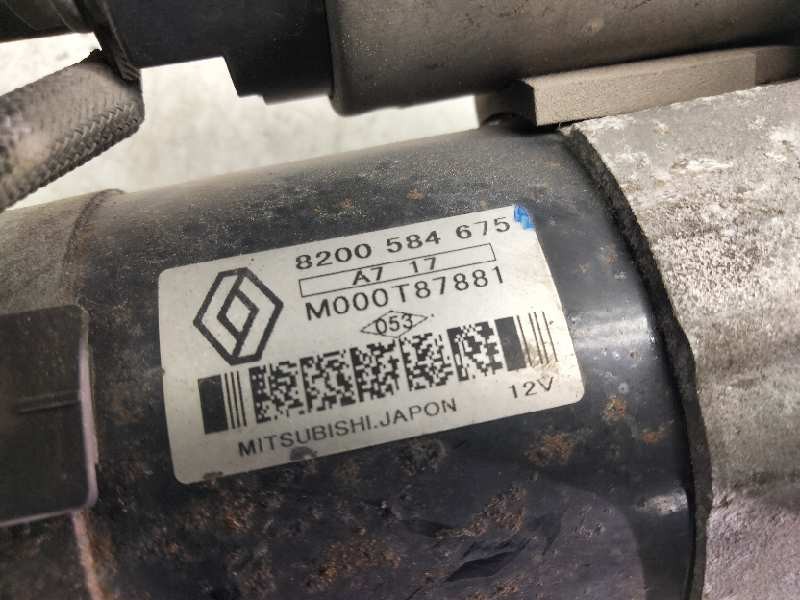 8200 584 675
A7 17
M000T87881
053
12V
MITSUBISHI.JAPON